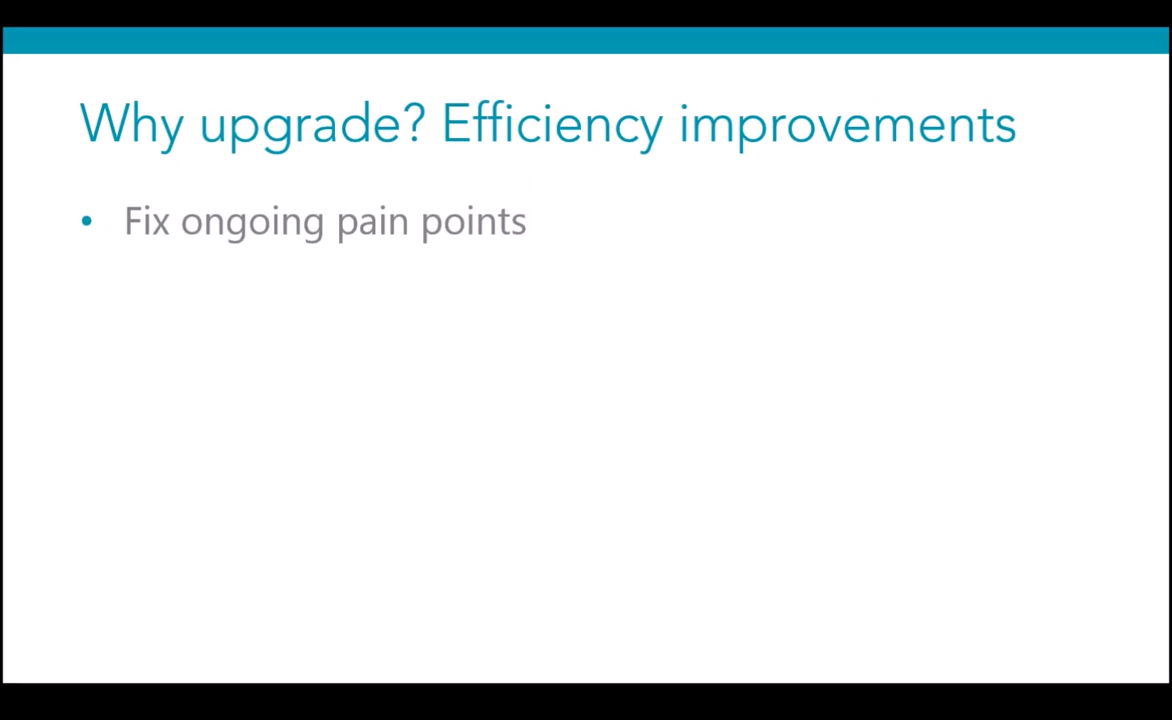 Why upgrade? Efficiency improvements
• Fix ongoing pain points